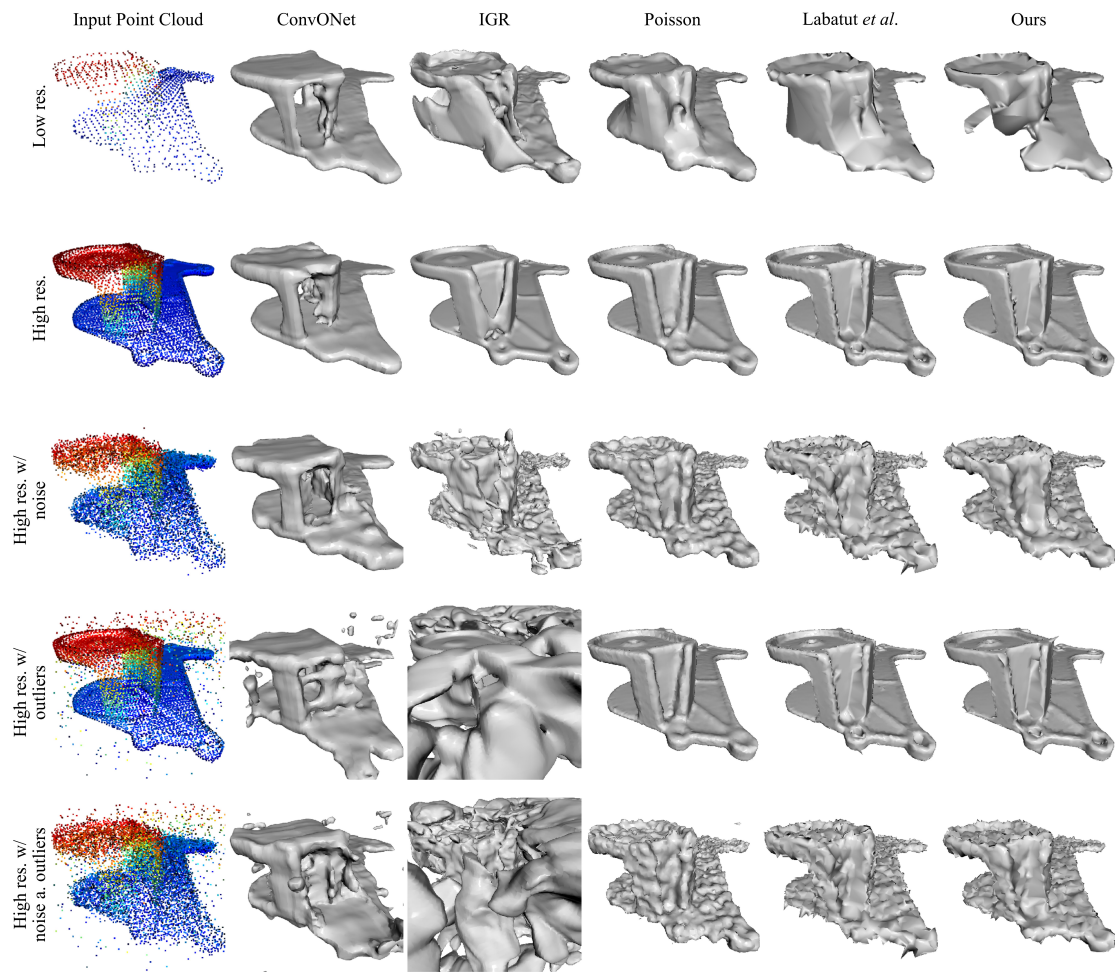 Input Point Cloud
ConvONet
IGR
Poisson
Labatut et al.
Ours
Low res.
High res.
High res. w/
noise
High res. w/
outliers
High res. w/
noise a. outliers